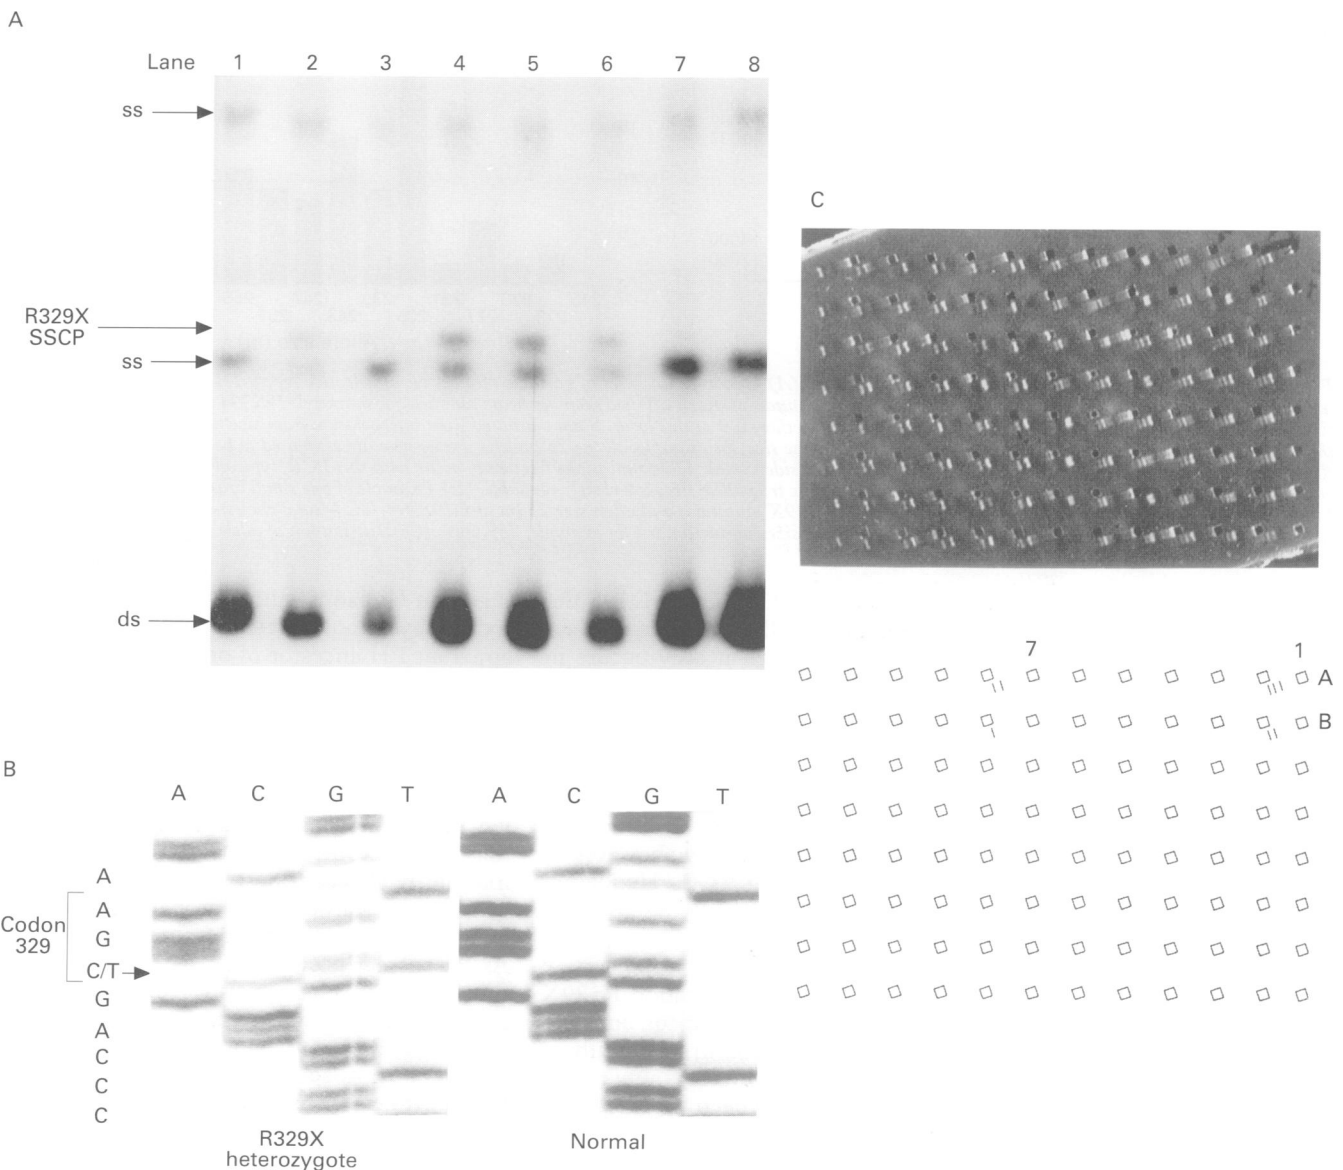 A
Lane 1 2 3 4 5 6 7 8
ss
R329X
SSCP
ss
ds
B
A C G T A C G T
A
A
Codon
329
G
C/T
G
A
C
C
C
R329X
heterozygote
Normal
C
7 1
A
B